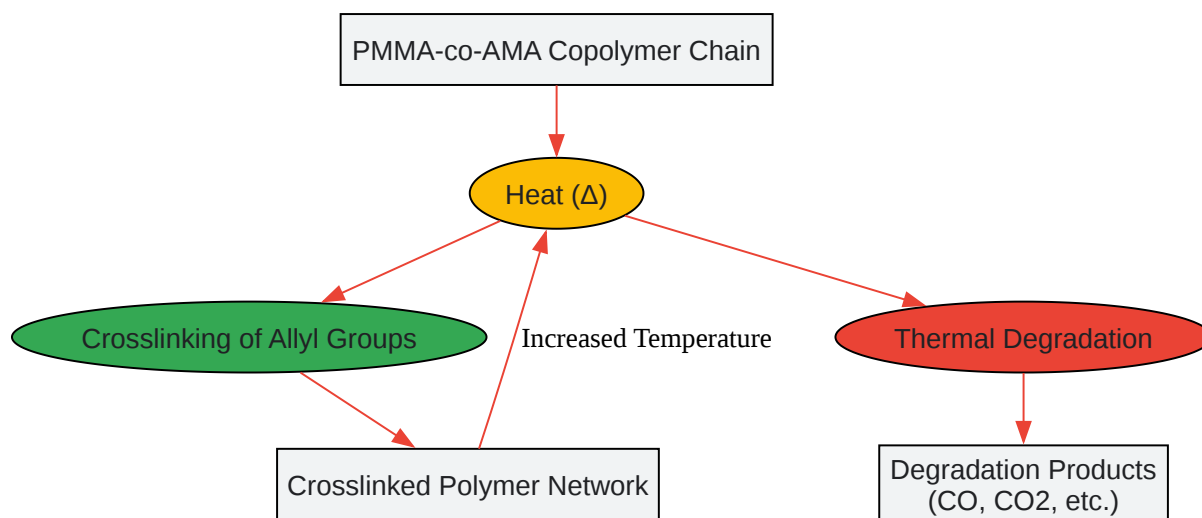 PMMA-co-AMA Copolymer Chain
Heat (Δ)
Crosslinking of Allyl Groups
Increased Temperature
Thermal Degradation
Crosslinked Polymer Network
Degradation Products
(CO, CO2, etc.)